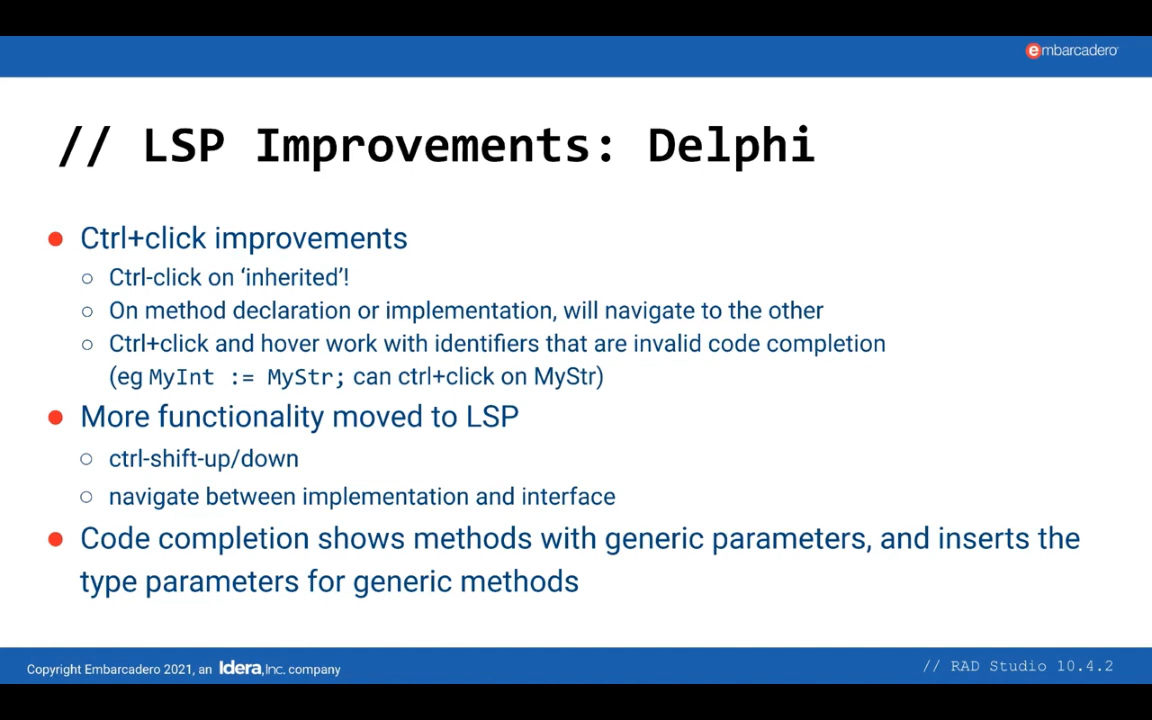 embarcadero
// LSP Improvements: Delphi
Ctrl+click improvements
Ctrl-click on ‘inherited’!
On method declaration or implementation, will navigate to the other
Ctrl+click and hover work with identifiers that are invalid code completion
(eg MyInt := MyStr; can ctrl+click on MyStr)
More functionality moved to LSP
ctrl-shift-up/down
navigate between implementation and interface
Code completion shows methods with generic parameters, and inserts the
type parameters for generic methods
Copyright Embarcadero 2021, an Idera, Inc. company
// RAD Studio 10.4.2